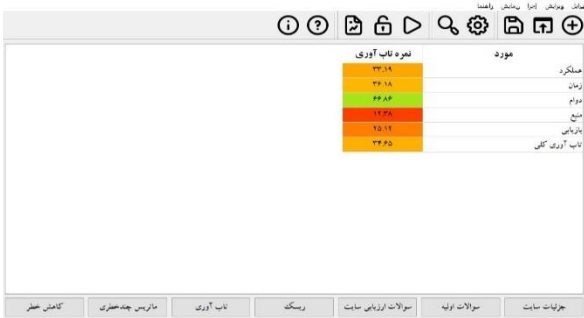 فایل ویرایش اجرا نمایش راهنما
مورد نمره تاب آوری
عملکرد ۳۳.۱۹
زمان ۳۶.۱۸
دوام ۶۶.۸۶
منبع ۱۲.۳۸
بازیابی ۲۵.۱۲
تاب آوری کلی ۳۴.۶۵
جزئیات سایت سوالات اولیه سوالات ارزیابی سایت ریسک تاب آوری ماتریس چندخطری کاهش خطر